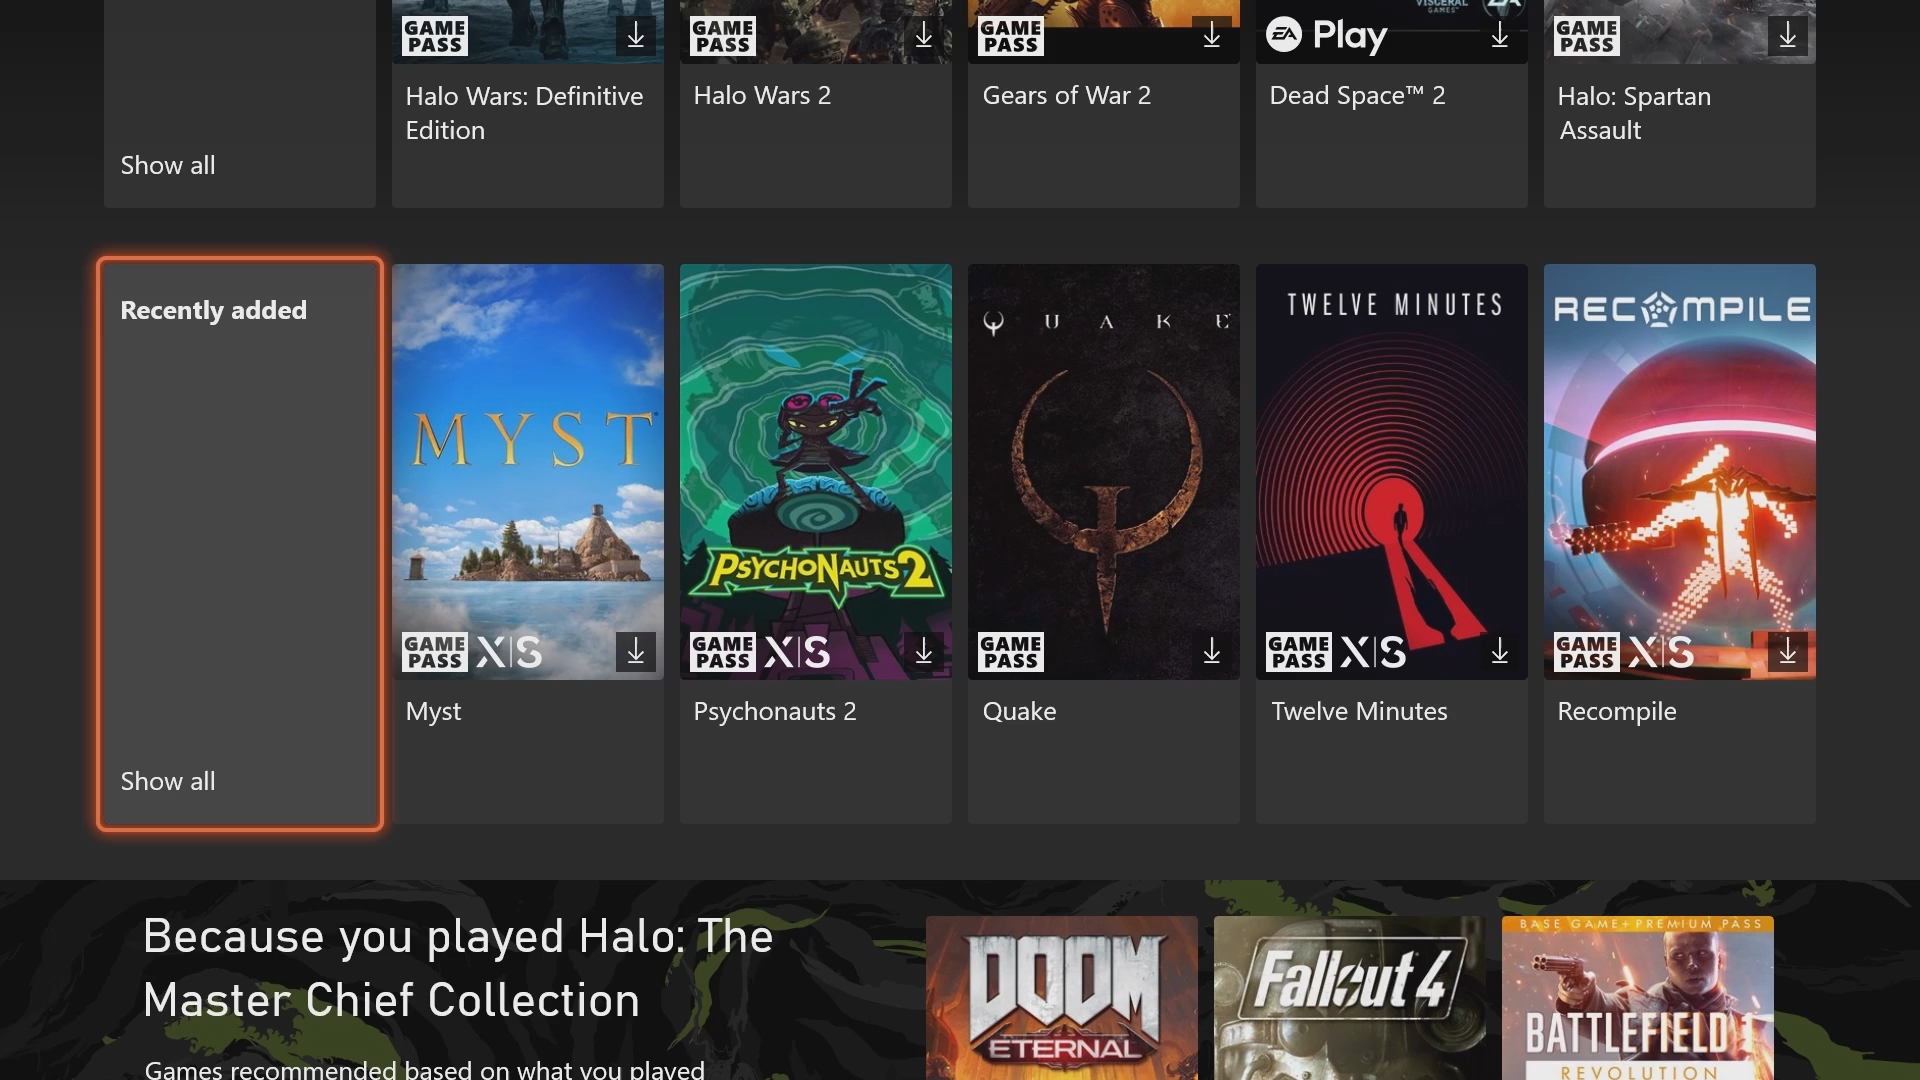 GAME PASS
GAME PASS
GAME PASS
VISCERAL
GAMES
EA
EA Play
GAME PASS
Show all
Halo Wars: Definitive
Edition
Halo Wars 2
Gears of War 2
Dead Space™ 2
Halo: Spartan
Assault
Recently added
Show all
MYST
GAME PASS X|S
Myst
PSYCHONAUTS 2
GAME PASS X|S
Psychonauts 2
QUAKE
GAME PASS
Quake
TWELVE MINUTES
GAME PASS X|S
Twelve Minutes
RECOMPILE
GAME PASS X|S
Recompile
Because you played Halo: The
Master Chief Collection
Games recommended based on what you played
DOOM
ETERNAL
Fallout 4
BASE GAME + PREMIUM PASS
BATTLEFIELD 1
REVOLUTION